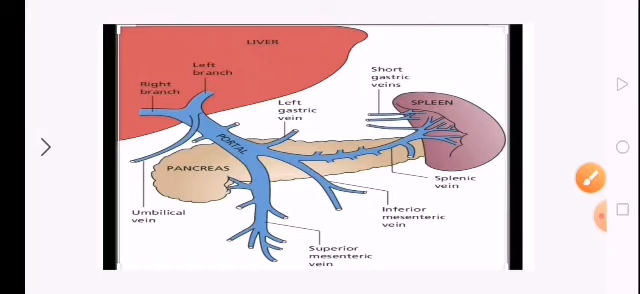 LIVER
Left
branch
Right
branch
Short
gastric
veins
Left
gastric
vein
SPLEEN
PORTAL
PANCREAS
Splenic
vein
Umbilical
vein
Inferior
mesenteric
vein
Superior
mesenteric
vein